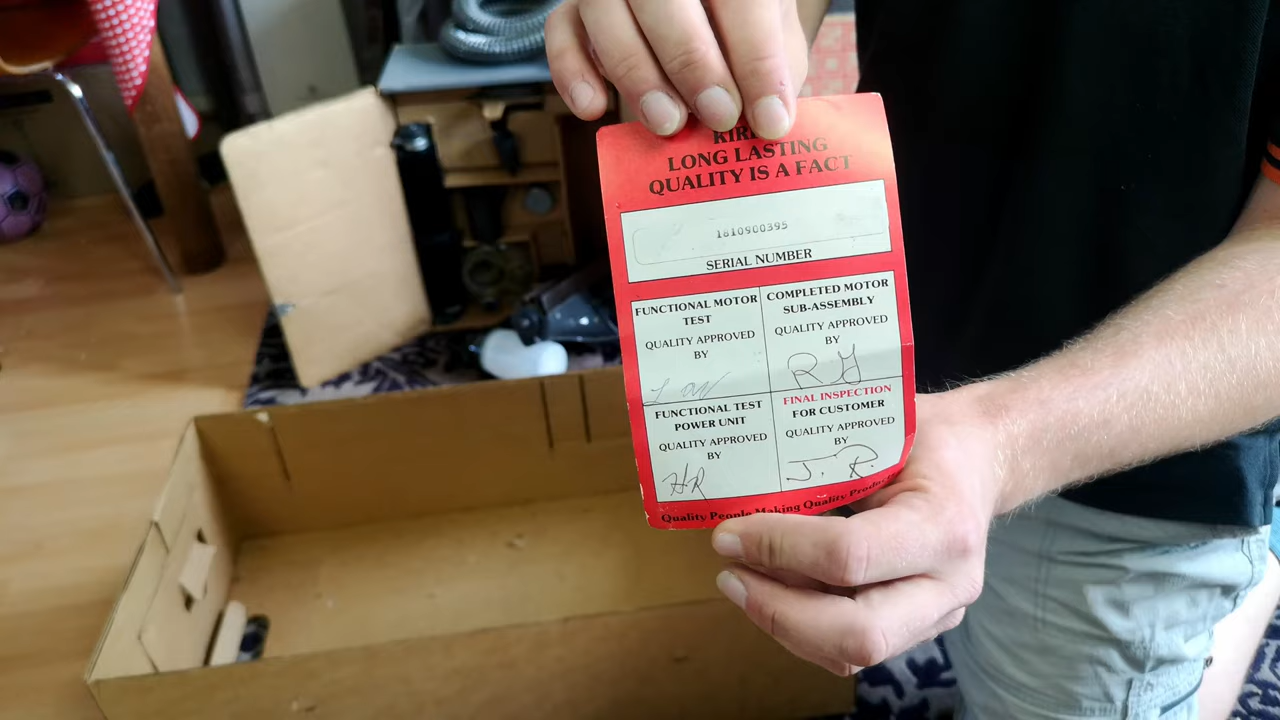 LONG LASTING
QUALITY IS A FACT
1810900395
SERIAL NUMBER
FUNCTIONAL MOTOR
TEST
QUALITY APPROVED
BY
COMPLETED MOTOR
SUB-ASSEMBLY
QUALITY APPROVED
BY
R G
FUNCTIONAL TEST
POWER UNIT
QUALITY APPROVED
BY
HR
FINAL INSPECTION
FOR CUSTOMER
QUALITY APPROVED
BY
J. R.
Quality People Making Quality